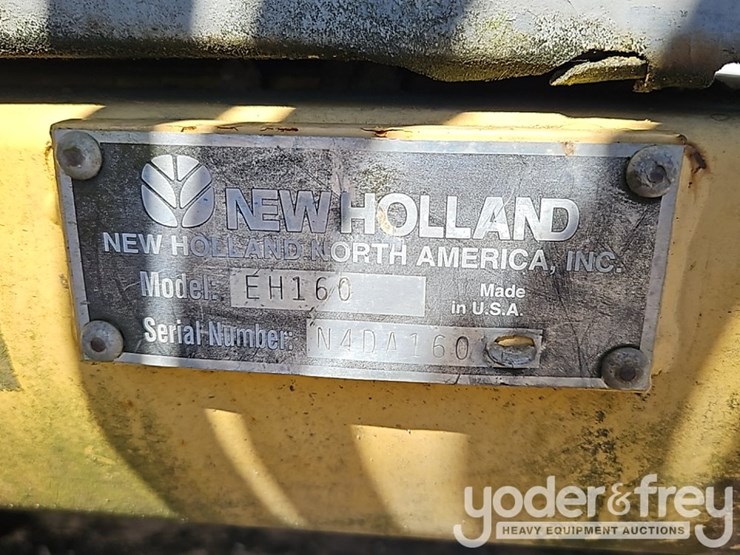 NEW HOLLAND
NEW HOLLAND NORTH AMERICA, INC.
Model: EH160
Made
in U.S.A.
Serial Number: N4DA160
yoder&frey
HEAVY EQUIPMENT AUCTIONS